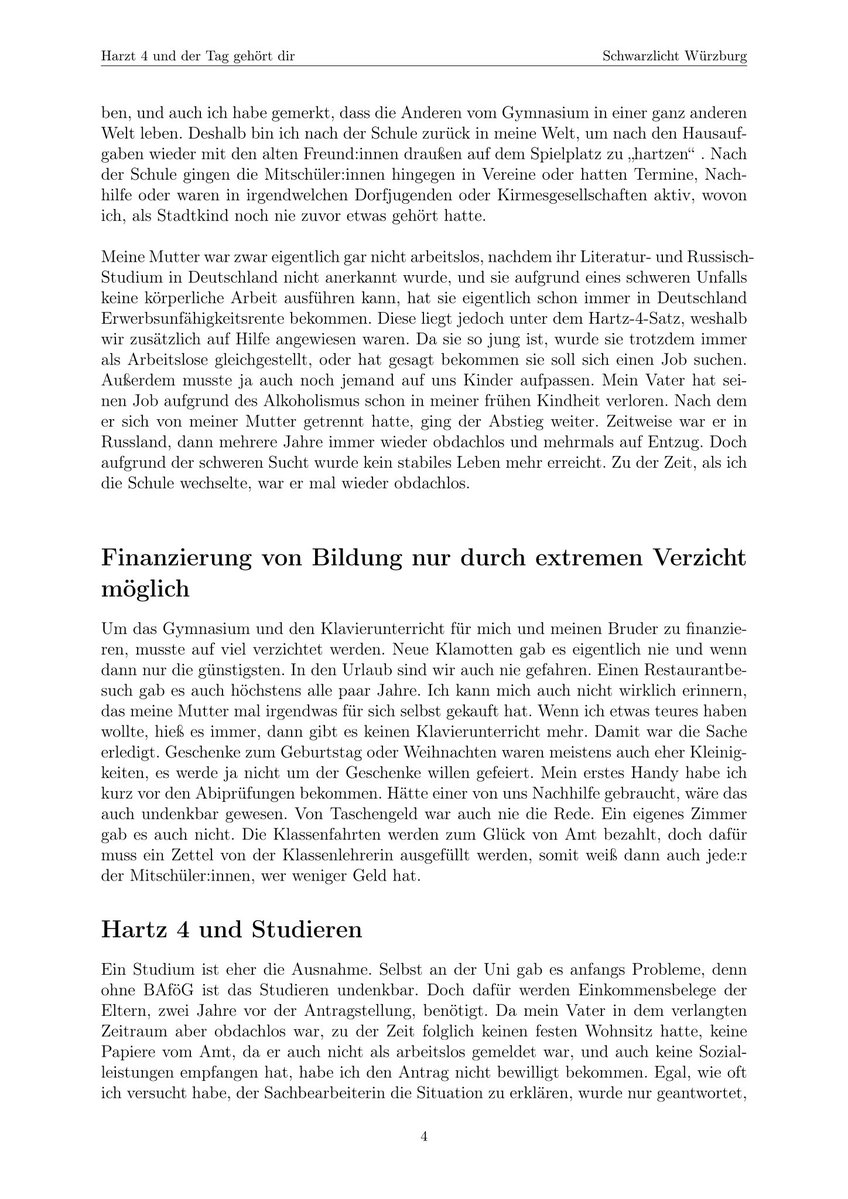 Harzt 4 und der Tag gehört dir Schwarzlicht Würzburg
ben, und auch ich habe gemerkt, dass die Anderen vom Gymnasium in einer ganz anderen
Welt leben. Deshalb bin ich nach der Schule zurück in meine Welt, um nach den Hausauf-
gaben wieder mit den alten Freund:innen draußen auf dem Spielplatz zu „hartzen“ . Nach
der Schule gingen die Mitschüler:innen hingegen in Vereine oder hatten Termine, Nach-
hilfe oder waren in irgendwelchen Dorfjugenden oder Kirmesgesellschaften aktiv, wovon
ich, als Stadtkind noch nie zuvor etwas gehört hatte.
Meine Mutter war zwar eigentlich gar nicht arbeitslos, nachdem ihr Literatur- und Russisch-
Studium in Deutschland nicht anerkannt wurde, und sie aufgrund eines schweren Unfalls
keine körperliche Arbeit ausführen kann, hat sie eigentlich schon immer in Deutschland
Erwerbsunfähigkeitsrente bekommen. Diese liegt jedoch unter dem Hartz-4-Satz, weshalb
wir zusätzlich auf Hilfe angewiesen waren. Da sie so jung ist, wurde sie trotzdem immer
als Arbeitslose gleichgestellt, oder hat gesagt bekommen sie soll sich einen Job suchen.
Außerdem musste ja auch noch jemand auf uns Kinder aufpassen. Mein Vater hat sei-
nen Job aufgrund des Alkoholismus schon in meiner frühen Kindheit verloren. Nach dem
er sich von meiner Mutter getrennt hatte, ging der Abstieg weiter. Zeitweise war er in
Russland, dann mehrere Jahre immer wieder obdachlos und mehrmals auf Entzug. Doch
aufgrund der schweren Sucht wurde kein stabiles Leben mehr erreicht. Zu der Zeit, als ich
die Schule wechselte, war er mal wieder obdachlos.
Finanzierung von Bildung nur durch extremen Verzicht
möglich
Um das Gymnasium und den Klavierunterricht für mich und meinen Bruder zu finanzie-
ren, musste auf viel verzichtet werden. Neue Klamotten gab es eigentlich nie und wenn
dann nur die günstigsten. In den Urlaub sind wir auch nie gefahren. Einen Restaurantbe-
such gab es auch höchstens alle paar Jahre. Ich kann mich auch nicht wirklich erinnern,
das meine Mutter mal irgendwas für sich selbst gekauft hat. Wenn ich etwas teures haben
wollte, hieß es immer, dann gibt es keinen Klavierunterricht mehr. Damit war die Sache
erledigt. Geschenke zum Geburtstag oder Weihnachten waren meistens auch eher Kleinig-
keiten, es werde ja nicht um der Geschenke willen gefeiert. Mein erstes Handy habe ich
kurz vor den Abiprüfungen bekommen. Hätte einer von uns Nachhilfe gebraucht, wäre das
auch undenkbar gewesen. Von Taschengeld war auch nie die Rede. Ein eigenes Zimmer
gab es auch nicht. Die Klassenfahrten werden zum Glück von Amt bezahlt, doch dafür
muss ein Zettel von der Klassenlehrerin ausgefüllt werden, somit weiß dann auch jede:r
der Mitschüler:innen, wer weniger Geld hat.
Hartz 4 und Studieren
Ein Studium ist eher die Ausnahme. Selbst an der Uni gab es anfangs Probleme, denn
ohne BAföG ist das Studieren undenkbar. Doch dafür werden Einkommensbelege der
Eltern, zwei Jahre vor der Antragstellung, benötigt. Da mein Vater in dem verlangten
Zeitraum aber obdachlos war, zu der Zeit folglich keinen festen Wohnsitz hatte, keine
Papiere vom Amt, da er auch nicht als arbeitslos gemeldet war, und auch keine Sozial-
leistungen empfangen hat, habe ich den Antrag nicht bewilligt bekommen. Egal, wie oft
ich versucht habe, der Sachbearbeiterin die Situation zu erklären, wurde nur geantwortet,
4